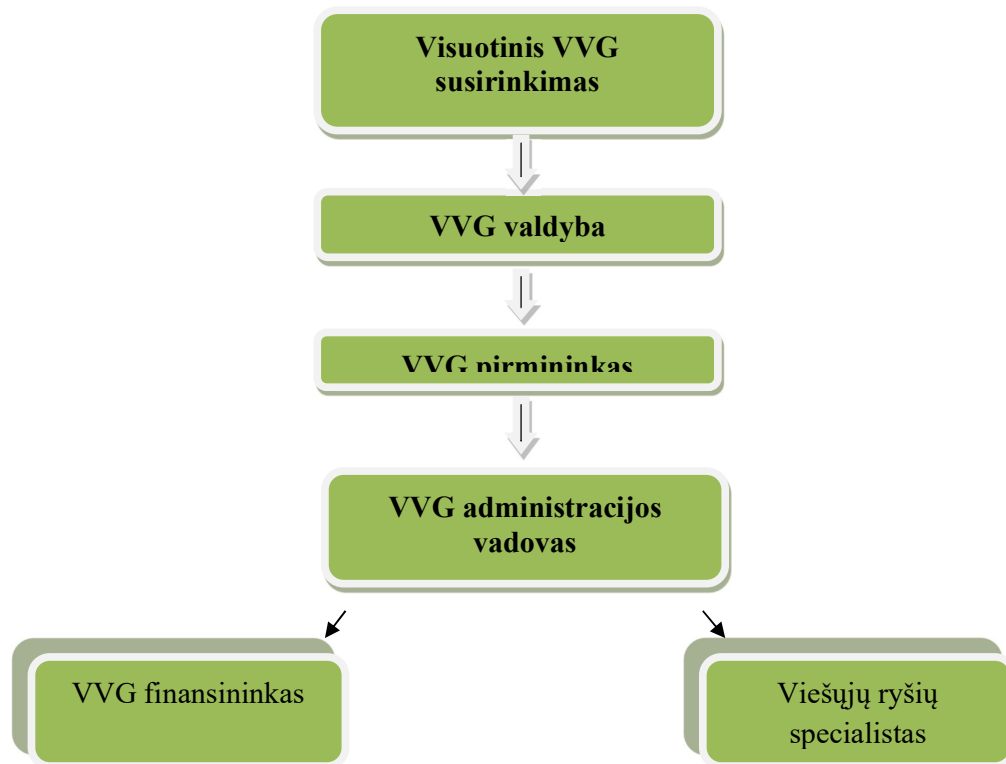 Visuotinis VVG
susirinkimas
VVG valdyba
VVG pirmininkas
VVG administracijos
vadovas
VVG finansininkas
Viešųjų ryšių
specialistas